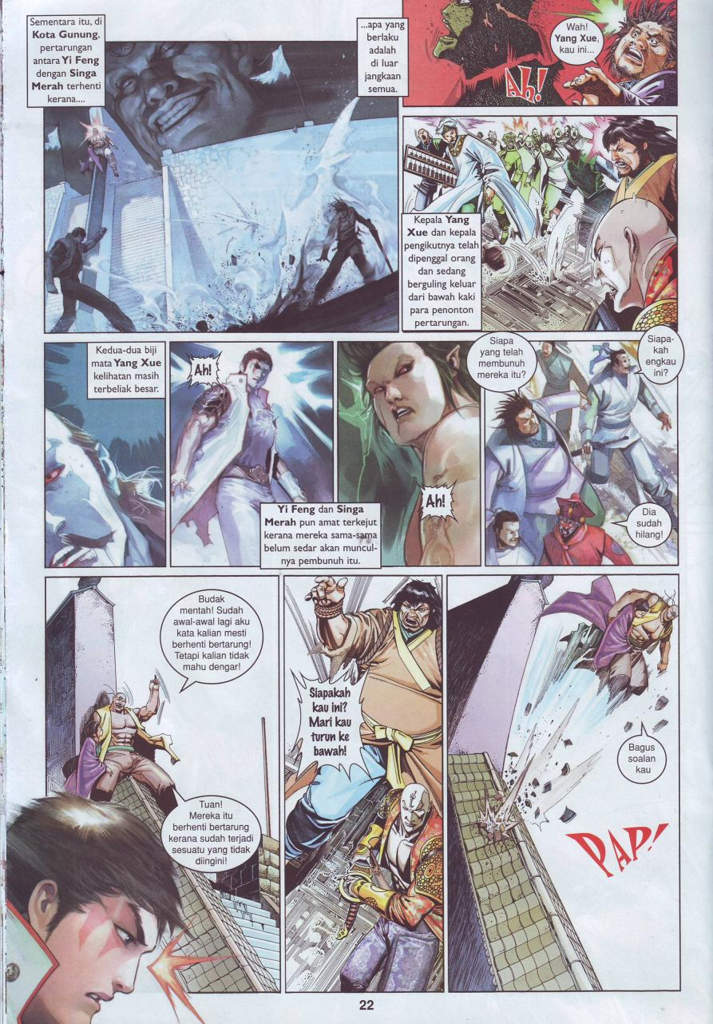 Sementara itu, di
Kota Gunung,
pertarungan
antara Yi Feng
dengan Singa
Merah terhenti
kerana....
...apa yang
berlaku
adalah
di luar
jangkaan
semua.
Wah!
Yang Xue,
kau ini...
AH!
Kepala Yang
Xue dan kepala
pengikutnya telah
dipenggal orang
dan sedang
berguling keluar
dari bawah kaki
para penonton
pertarungan.
Kedua-dua biji
mata Yang Xue
kelihatan masih
terbeliak besar.
Ah!
Yi Feng dan Singa
Merah pun amat terkejut
kerana mereka sama-sama
belum sedar akan muncul-
nya pembunuh itu.
Ah!
Siapa
yang telah
membunuh
mereka itu?
Siapa-
kah
engkau
ini?
Dia
sudah
hilang!
Budak
mentah! Sudah
awal-awal lagi aku
kata kalian mesti
berhenti bertarung!
Tetapi kalian tidak
mahu dengar!
Tuan!
Mereka itu
berhenti bertarung
kerana sudah terjadi
sesuatu yang tidak
diingini!
Siapakah
kau ini?
Mari kau
turun ke
bawah!
Bagus
soalan
kau
PAP!
22